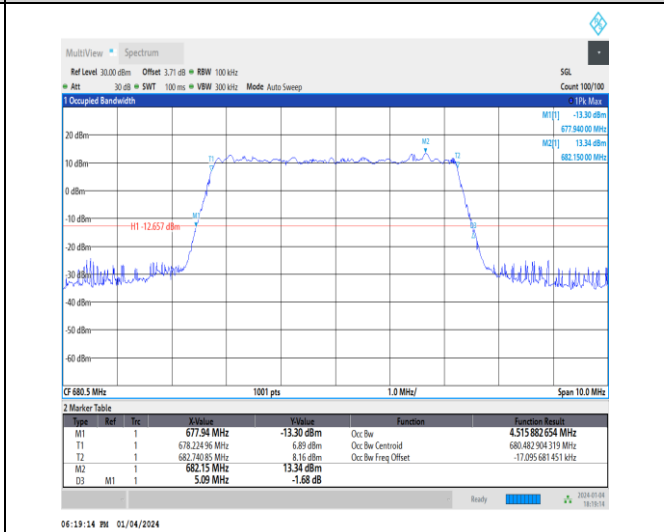 MultiView Spectrum
Ref Level 30.00 dBm Offset 3.71 dB RBW 100 kHz SGL
Att 30 dB SWT 100 ms VBW 300 kHz Mode Auto Sweep Count 100/100
1 Occupied Bandwidth 1Pk Max
M1[1] -13.30 dBm
677.94000 MHz
M2[1] 13.34 dBm
682.15000 MHz
20 dBm
M2
T1 T2
10 dBm
0 dBm
-10 dBm
M1
H1 -12.657 dBm
D3
-20 dBm
-30 dBm
-40 dBm
-50 dBm
-60 dBm
CF 680.5 MHz 1001 pts 1.0 MHz/ Span 10.0 MHz
2 Marker Table
Type Ref Trc X-Value Y-Value Function Function Result
M1 1 677.94 MHz -13.30 dBm Occ Bw 4.515 882 654 MHz
T1 1 678.224 96 MHz 6.89 dBm Occ Bw Centroid 680.482 904 319 MHz
T2 1 682.740 85 MHz 8.16 dBm Occ Bw Freq Offset -17.095 681 451 kHz
M2 1 682.15 MHz 13.34 dBm
D3 M1 1 5.09 MHz -1.68 dB
Ready 2024-01-04
18:19:14
06:19:14 PM 01/04/2024